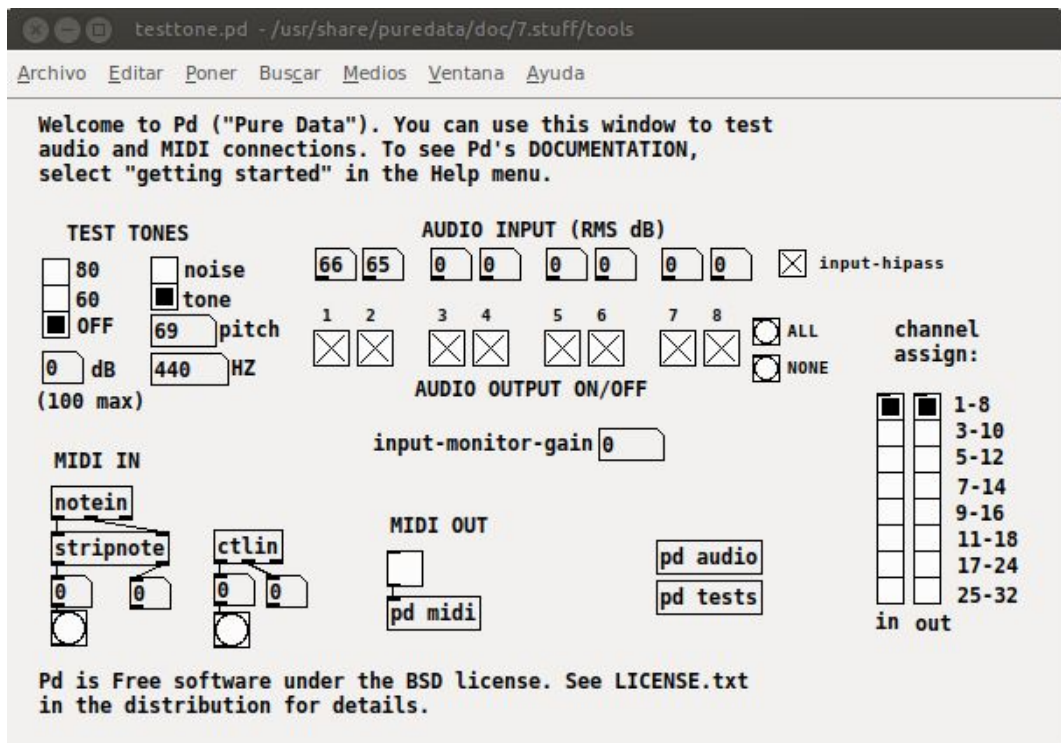 testtone.pd - /usr/share/puredata/doc/7.stuff/tools
Archivo Editar Poner Buscar Medios Ventana Ayuda
Welcome to Pd ("Pure Data"). You can use this window to test
audio and MIDI connections. To see Pd's DOCUMENTATION,
select "getting started" in the Help menu.
TEST TONES
80
60
OFF
noise
tone
69 pitch
0 dB
440 HZ
(100 max)
AUDIO INPUT (RMS dB)
66 65 0 0 0 0 0 0
input-hipass
1 2 3 4 5 6 7 8
ALL
NONE
AUDIO OUTPUT ON/OFF
input-monitor-gain 0
channel
assign:
1-8
3-10
5-12
7-14
9-16
11-18
17-24
25-32
in out
MIDI IN
notein
stripnote
0 0
ctlin
0 0
MIDI OUT
pd midi
pd audio
pd tests
Pd is Free software under the BSD license. See LICENSE.txt
in the distribution for details.